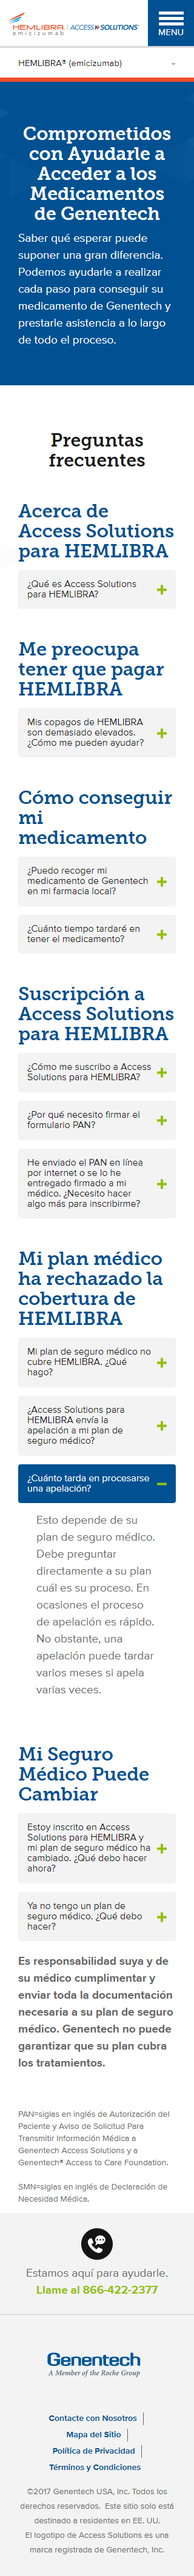 HEMLIBRA® | ACCESS SOLUTIONS®
emicizumab
MENU
HEMLIBRA® (emicizumab)
Comprometidos
con Ayudarle a
Acceder a los
Medicamentos
de Genentech
Saber qué esperar puede
suponer una gran diferencia.
Podemos ayudarle a realizar
cada paso para conseguir su
medicamento de Genentech y
prestarle asistencia a lo largo
de todo el proceso.
Preguntas
frecuentes
Acerca de
Access Solutions
para HEMLIBRA
¿Qué es Access Solutions
para HEMLIBRA?
Me preocupa
tener que pagar
HEMLIBRA
Mis copagos de HEMLIBRA
son demasiado elevados.
¿Cómo me pueden ayudar?
Cómo conseguir
mi
medicamento
¿Puedo recoger mi
medicamento de Genentech
en mi farmacia local?
¿Cuánto tiempo tardaré en
tener el medicamento?
Suscripción a
Access Solutions
para HEMLIBRA
¿Cómo me suscribo a Access
Solutions para HEMLIBRA?
¿Por qué necesito firmar el
formulario PAN?
He enviado el PAN en línea
por internet o se lo he
entregado firmado a mi
médico. ¿Necesito hacer
algo más para inscribirme?
Mi plan médico
ha rechazado la
cobertura de
HEMLIBRA
Mi plan de seguro médico no
cubre HEMLIBRA. ¿Qué
hago?
¿Access Solutions para
HEMLIBRA envía la
apelación a mi plan de
seguro médico?
¿Cuánto tarda en procesarse
una apelación?
Esto depende de su
plan de seguro médico.
Debe preguntar
directamente a su plan
cuál es su proceso. En
ocasiones el proceso
de apelación es rápido.
No obstante, una
apelación puede tardar
varios meses si apela
varias veces.
Mi Seguro
Médico Puede
Cambiar
Estoy inscrito en Access
Solutions para HEMLIBRA y
mi plan de seguro médico ha
cambiado. ¿Qué debo hacer
ahora?
Ya no tengo un plan de
seguro médico. ¿Qué debo
hacer?
Es responsabilidad suya y de
su médico cumplimentar y
enviar toda la documentación
necesaria a su plan de seguro
médico. Genentech no puede
garantizar que su plan cubra
los tratamientos.
PAN=siglas en inglés de Autorización del
Paciente y Aviso de Solicitud Para
Transmitir Información Médica a
Genentech Access Solutions y a
Genentech® Access to Care Foundation.
SMN=siglas en inglés de Declaración de
Necesidad Médica.
Estamos aquí para ayudarle.
Llame al 866-422-2377
Genentech
A Member of the Roche Group
Contacte con Nosotros
Mapa del Sitio
Política de Privacidad
Términos y Condiciones
©2017 Genentech USA, Inc. Todos los
derechos reservados. Este sitio solo está
destinado a residentes en EE. UU.
El logotipo de Access Solutions es una
marca registrada de Genentech, Inc.